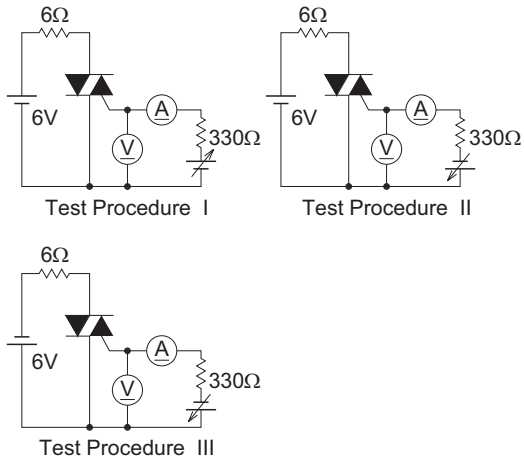 6Ω
6V
A
V
330Ω
Test Procedure I
6Ω
6V
A
V
330Ω
Test Procedure II
6Ω
6V
A
V
330Ω
Test Procedure III